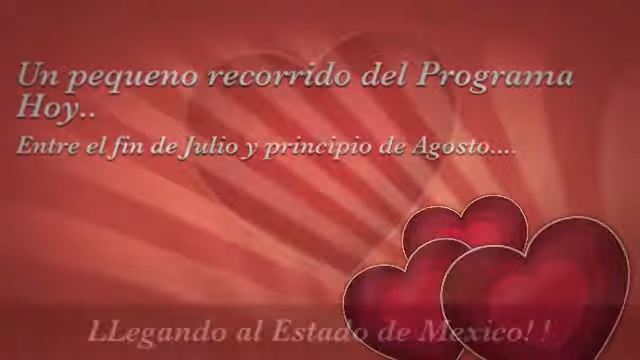 Un pequeno recorrido del Programa
Hoy..
Entre el fin de Julio y principio de Agosto....
LLegando al Estado de Mexico!!